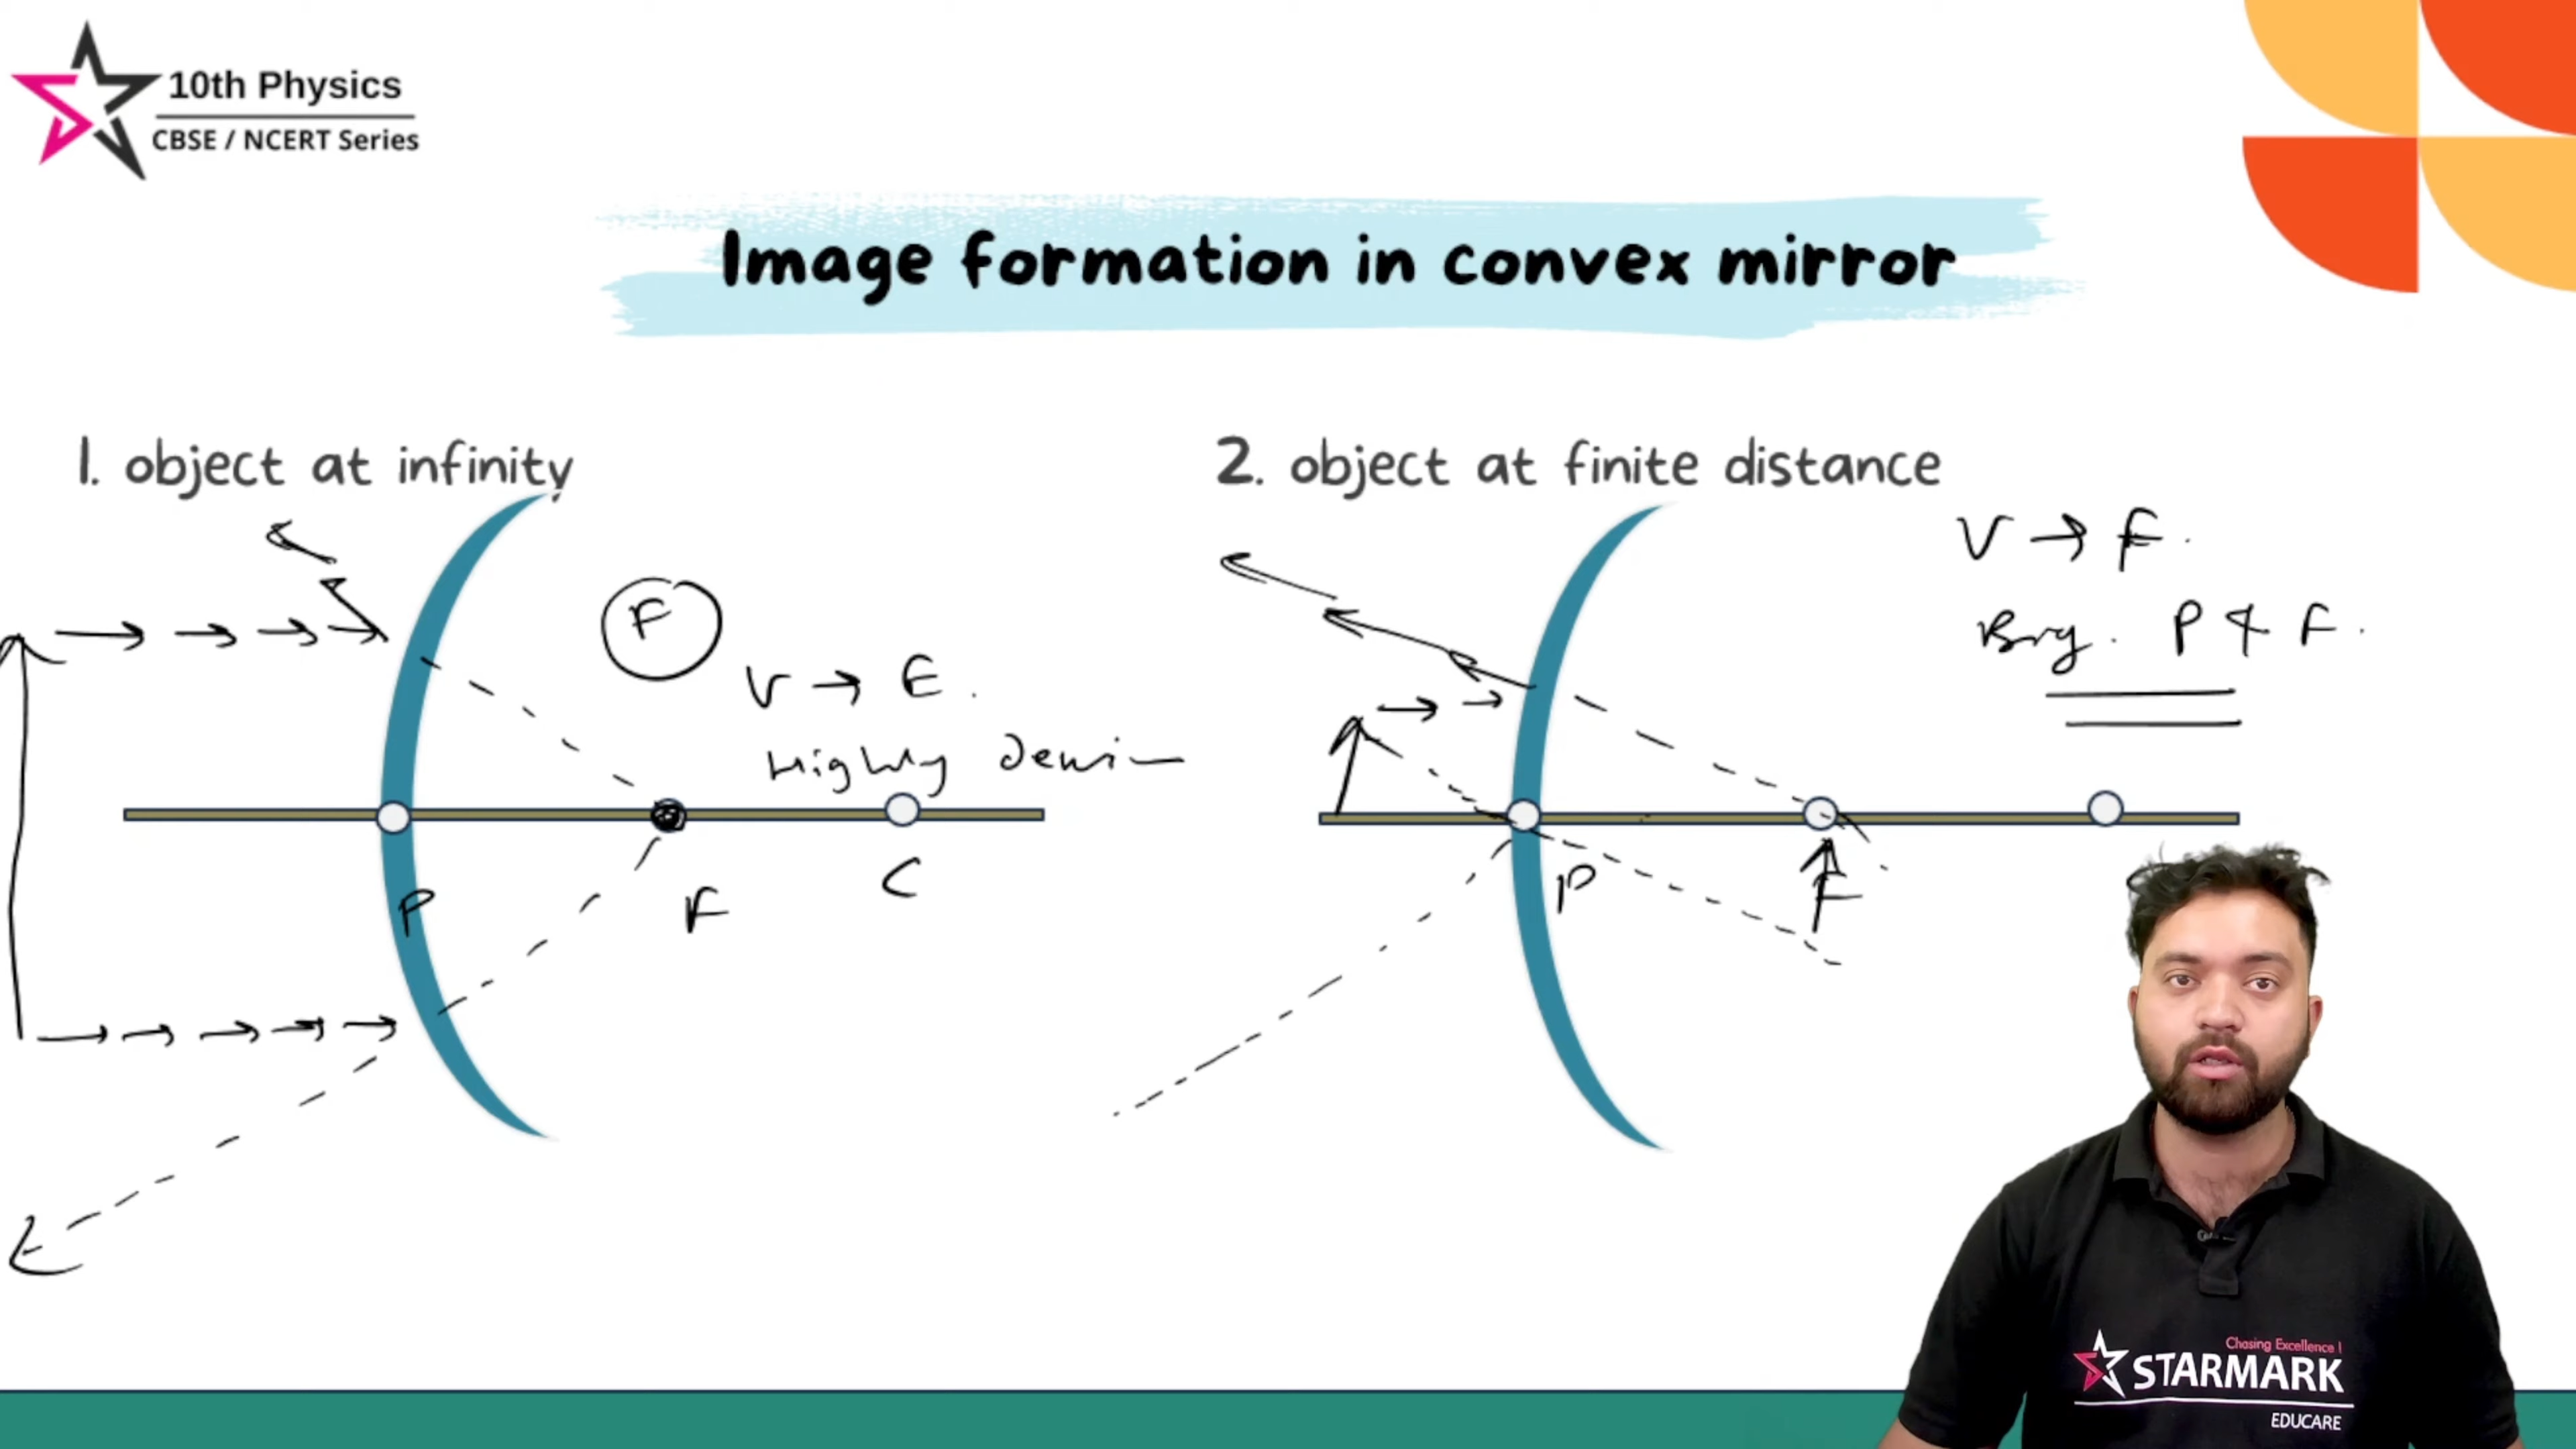 10th Physics
CBSE / NCERT Series
Image formation in convex mirror
1. object at infinity
F
V → E.
Highly
P
F
C
2. object at finite distance
V → F.
P & F.
P
F
Chasing Excellence !
STARMARK
EDUCARE